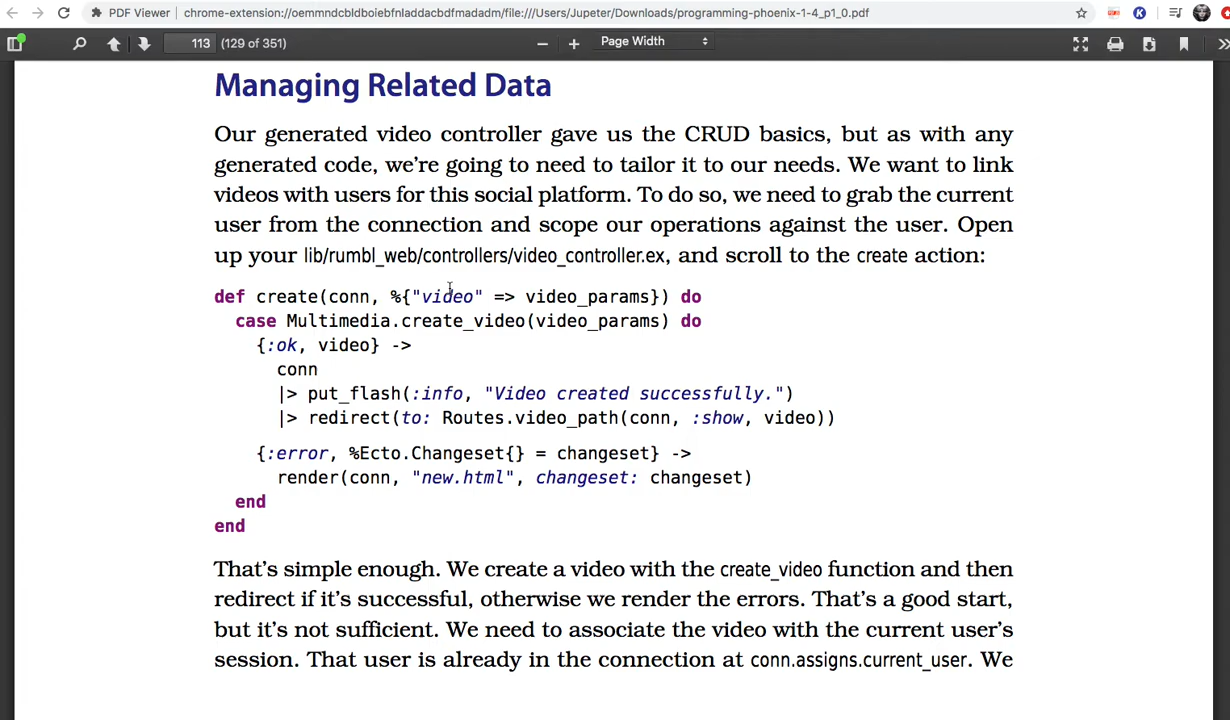 PDF Viewer | chrome-extension://oemmndcbldboiebfnladdacbdfmadadm/file:///Users/Jupeter/Downloads/programming-phoenix-1-4_p1_0.pdf
113 (129 of 351) Page Width
Managing Related Data
Our generated video controller gave us the CRUD basics, but as with any
generated code, we’re going to need to tailor it to our needs. We want to link
videos with users for this social platform. To do so, we need to grab the current
user from the connection and scope our operations against the user. Open
up your lib/rumbl_web/controllers/video_controller.ex, and scroll to the create action:
def create(conn, %{"video" => video_params}) do
case Multimedia.create_video(video_params) do
{:ok, video} ->
conn
|> put_flash(:info, "Video created successfully.")
|> redirect(to: Routes.video_path(conn, :show, video))
{:error, %Ecto.Changeset{} = changeset} ->
render(conn, "new.html", changeset: changeset)
end
end
That’s simple enough. We create a video with the create_video function and then
redirect if it’s successful, otherwise we render the errors. That’s a good start,
but it’s not sufficient. We need to associate the video with the current user’s
session. That user is already in the connection at conn.assigns.current_user. We